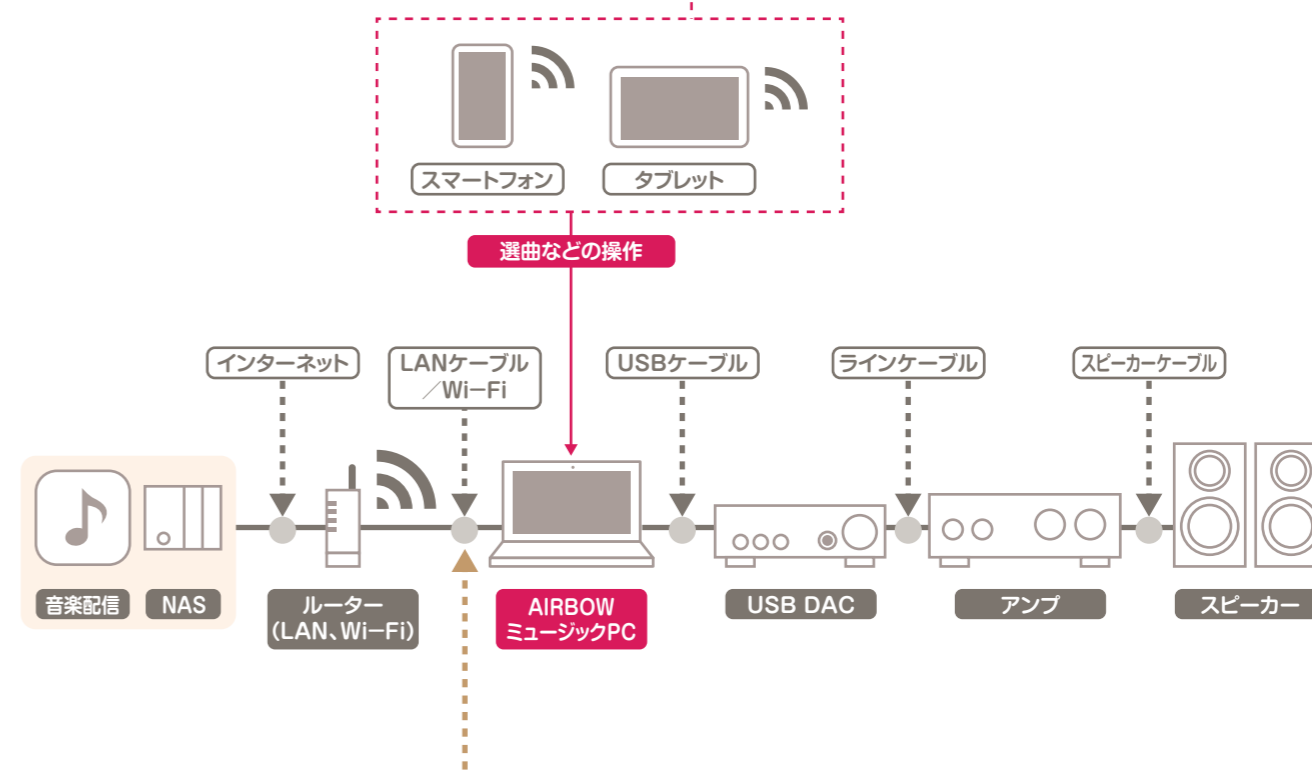 スマートフォン
タブレット
選曲などの操作
インターネット
LANケーブル
／Wi−Fi
USBケーブル
ラインケーブル
スピーカーケーブル
音楽配信
NAS
ルーター
(LAN、Wi−Fi)
AIRBOW
ミュージックPC
USB DAC
アンプ
スピーカー